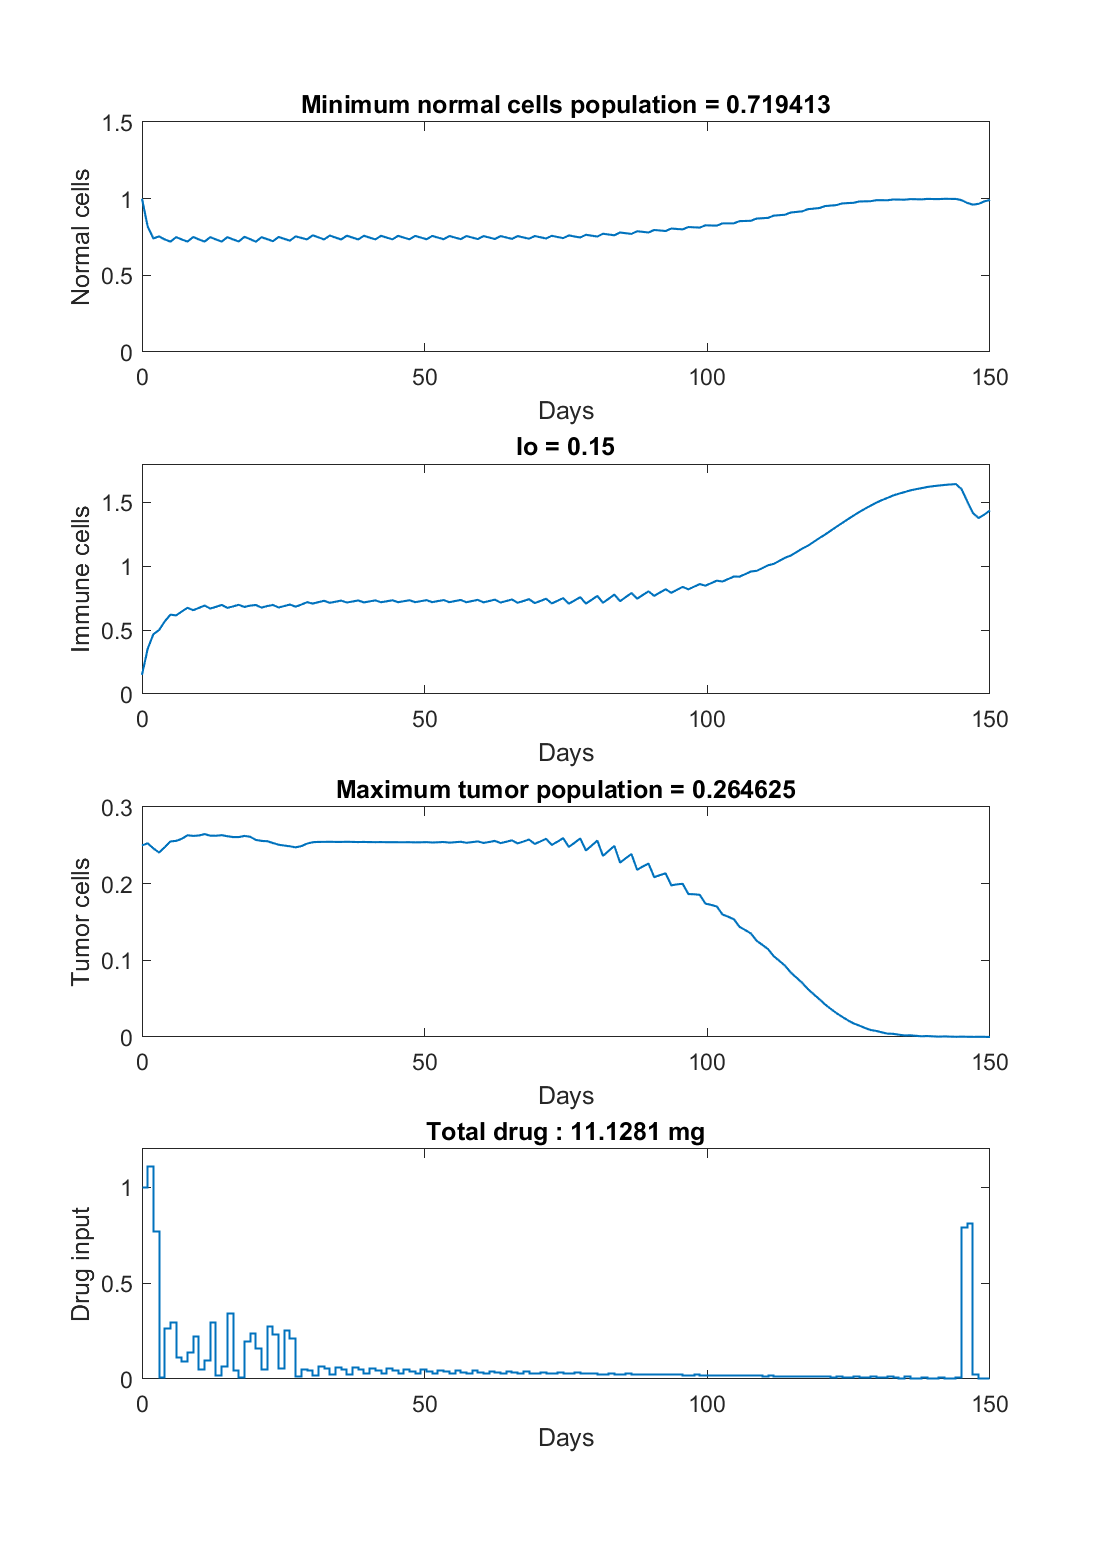 Minimum normal cells population = 0.719413
1.5
1
0.5
0
Normal cells
0 50 100 150
Days
Io = 0.15
1.5
1
0.5
0
Immune cells
0 50 100 150
Days
Maximum tumor population = 0.264625
0.3
0.2
0.1
0
Tumor cells
0 50 100 150
Days
Total drug : 11.1281 mg
1
0.5
0
Drug input
0 50 100 150
Days